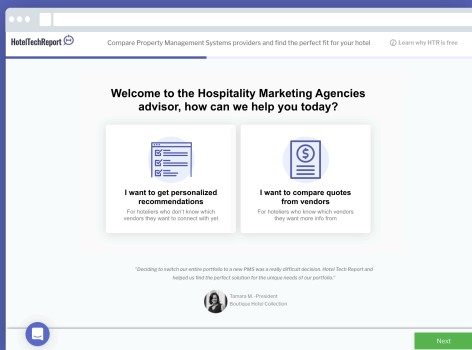 HotelTechReport
Compare Property Management Systems providers and find the perfect fit for your hotel
Learn why HTR is free
Welcome to the Hospitality Marketing Agencies
advisor, how can we help you today?
I want to get personalized
recommendations
For hoteliers who don't know which
vendors they want to connect with yet
I want to compare quotes
from vendors
For hoteliers who know which vendors
they want more info from
"Deciding to switch our entire portfolio to a new PMS was a really difficult decision. Hotel Tech Report and
helped us find the perfect solution for the unique needs of our portfolio."
Tamara M. -President
Boutique Hotel Collection
Next